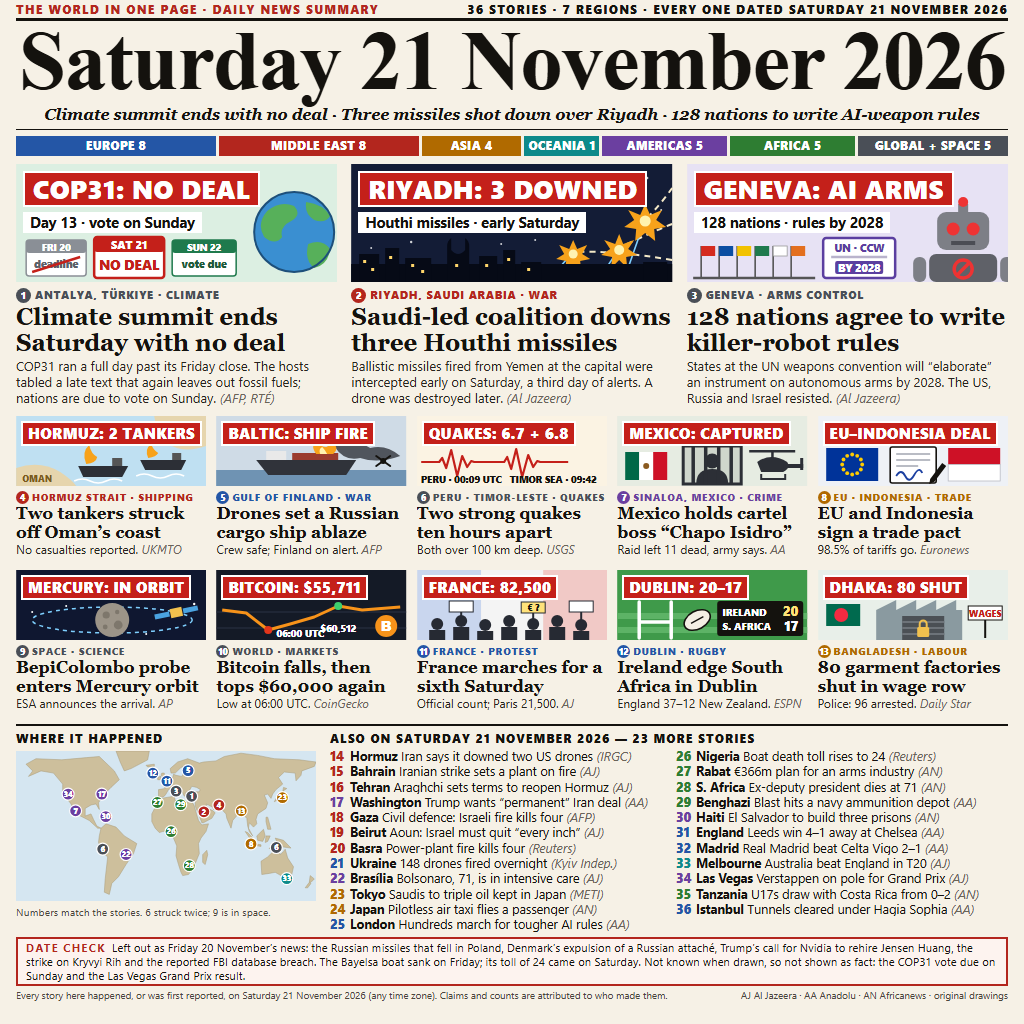 THE WORLD IN ONE PAGE · DAILY NEWS SUMMARY
36 STORIES · 7 REGIONS · EVERY ONE DATED SATURDAY 21 NOVEMBER 2026
Saturday 21 November 2026
Climate summit ends with no deal · Three missiles shot down over Riyadh · 128 nations to write AI-weapon rules
EUROPE 8
MIDDLE EAST 8
ASIA 4
OCEANIA 1
AMERICAS 5
AFRICA 5
GLOBAL + SPACE 5
COP31: NO DEAL
Day 13 · vote on Sunday
FRI 20
deadline
SAT 21
NO DEAL
SUN 22
vote due
1 ANTALYA, TÜRKIYE · CLIMATE
Climate summit ends
Saturday with no deal
COP31 ran a full day past its Friday close. The hosts
tabled a late text that again leaves out fossil fuels;
nations are due to vote on Sunday. (AFP, RTÉ)
RIYADH: 3 DOWNED
Houthi missiles · early Saturday
2 RIYADH, SAUDI ARABIA · WAR
Saudi-led coalition downs
three Houthi missiles
Ballistic missiles fired from Yemen at the capital were
intercepted early on Saturday, a third day of alerts. A
drone was destroyed later. (Al Jazeera)
GENEVA: AI ARMS
128 nations · rules by 2028
UN · CCW
BY 2028
3 GENEVA · ARMS CONTROL
128 nations agree to write
killer-robot rules
States at the UN weapons convention will “elaborate”
an instrument on autonomous arms by 2028. The US,
Russia and Israel resisted. (Al Jazeera)
HORMUZ: 2 TANKERS
OMAN
4 HORMUZ STRAIT · SHIPPING
Two tankers struck
off Oman’s coast
No casualties reported. UKMTO
BALTIC: SHIP FIRE
5 GULF OF FINLAND · WAR
Drones set a Russian
cargo ship ablaze
Crew safe; Finland on alert. AFP
QUAKES: 6.7 + 6.8
PERU · 00:09 UTC
TIMOR SEA · 09:42
6 PERU · TIMOR-LESTE · QUAKES
Two strong quakes
ten hours apart
Both over 100 km deep. USGS
MEXICO: CAPTURED
7 SINALOA, MEXICO · CRIME
Mexico holds cartel
boss “Chapo Isidro”
Raid left 11 dead, army says. AA
EU–INDONESIA DEAL
8 EU · INDONESIA · TRADE
EU and Indonesia
sign a trade pact
98.5% of tariffs go. Euronews
MERCURY: IN ORBIT
9 SPACE · SCIENCE
BepiColombo probe
enters Mercury orbit
ESA announces the arrival. AP
BITCOIN: $55,711
06:00 UTC
$60,512
B
10 WORLD · MARKETS
Bitcoin falls, then
tops $60,000 again
Low at 06:00 UTC. CoinGecko
FRANCE: 82,500
€ ?
11 FRANCE · PROTEST
France marches for a
sixth Saturday
Official count; Paris 21,500. AJ
DUBLIN: 20–17
IRELAND 20
S. AFRICA 17
12 DUBLIN · RUGBY
Ireland edge South
Africa in Dublin
England 37–12 New Zealand. ESPN
DHAKA: 80 SHUT
WAGES
13 BANGLADESH · LABOUR
80 garment factories
shut in wage row
Police: 96 arrested. Daily Star
WHERE IT HAPPENED
Numbers match the stories. 6 struck twice; 9 is in space.
ALSO ON SATURDAY 21 NOVEMBER 2026 — 23 MORE STORIES
14 Hormuz Iran says it downed two US drones (IRGC)
15 Bahrain Iranian strike sets a plant on fire (AJ)
16 Tehran Araghchi sets terms to reopen Hormuz (AJ)
17 Washington Trump wants “permanent” Iran deal (AA)
18 Gaza Civil defence: Israeli fire kills four (AFP)
19 Beirut Aoun: Israel must quit “every inch” (AJ)
20 Basra Power-plant fire kills four (Reuters)
21 Ukraine 148 drones fired overnight (Kyiv Indep.)
22 Brasília Bolsonaro, 71, is in intensive care (AJ)
23 Tokyo Saudis to triple oil kept in Japan (METI)
24 Japan Pilotless air taxi flies a passenger (AN)
25 London Hundreds march for tougher AI rules (AA)
26 Nigeria Boat death toll rises to 24 (Reuters)
27 Rabat €366m plan for an arms industry (AN)
28 S. Africa Ex-deputy president dies at 71 (AN)
29 Benghazi Blast hits a navy ammunition depot (AA)
30 Haiti El Salvador to build three prisons (AN)
31 England Leeds win 4–1 away at Chelsea (AA)
32 Madrid Real Madrid beat Celta Vigo 2–1 (AA)
33 Melbourne Australia beat England in T20 (AJ)
34 Las Vegas Verstappen on pole for Grand Prix (AJ)
35 Tanzania U17s draw with Costa Rica from 0–2 (AN)
36 Istanbul Tunnels cleared under Hagia Sophia (AA)
DATE CHECK Left out as Friday 20 November’s news: the Russian missiles that fell in Poland, Denmark’s expulsion of a Russian attaché, Trump’s call for Nvidia to rehire Jensen Huang, the
strike on Kryvyi Rih and the reported FBI database breach. The Bayelsa boat sank on Friday; its toll of 24 came on Saturday. Not known when drawn, so not shown as fact: the COP31 vote due on
Sunday and the Las Vegas Grand Prix result.
Every story here happened, or was first reported, on Saturday 21 November 2026 (any time zone). Claims and counts are attributed to who made them.
AJ Al Jazeera · AA Anadolu · AN Africanews · original drawings